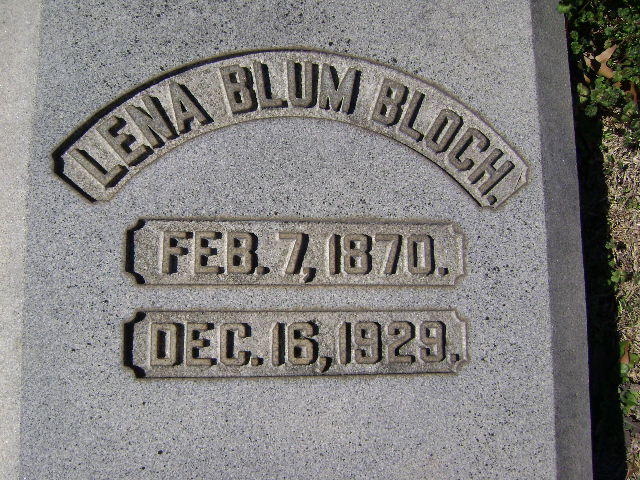 LENA BLUM BLOCH.
FEB. 7, 1870.
DEC. 16, 1929.